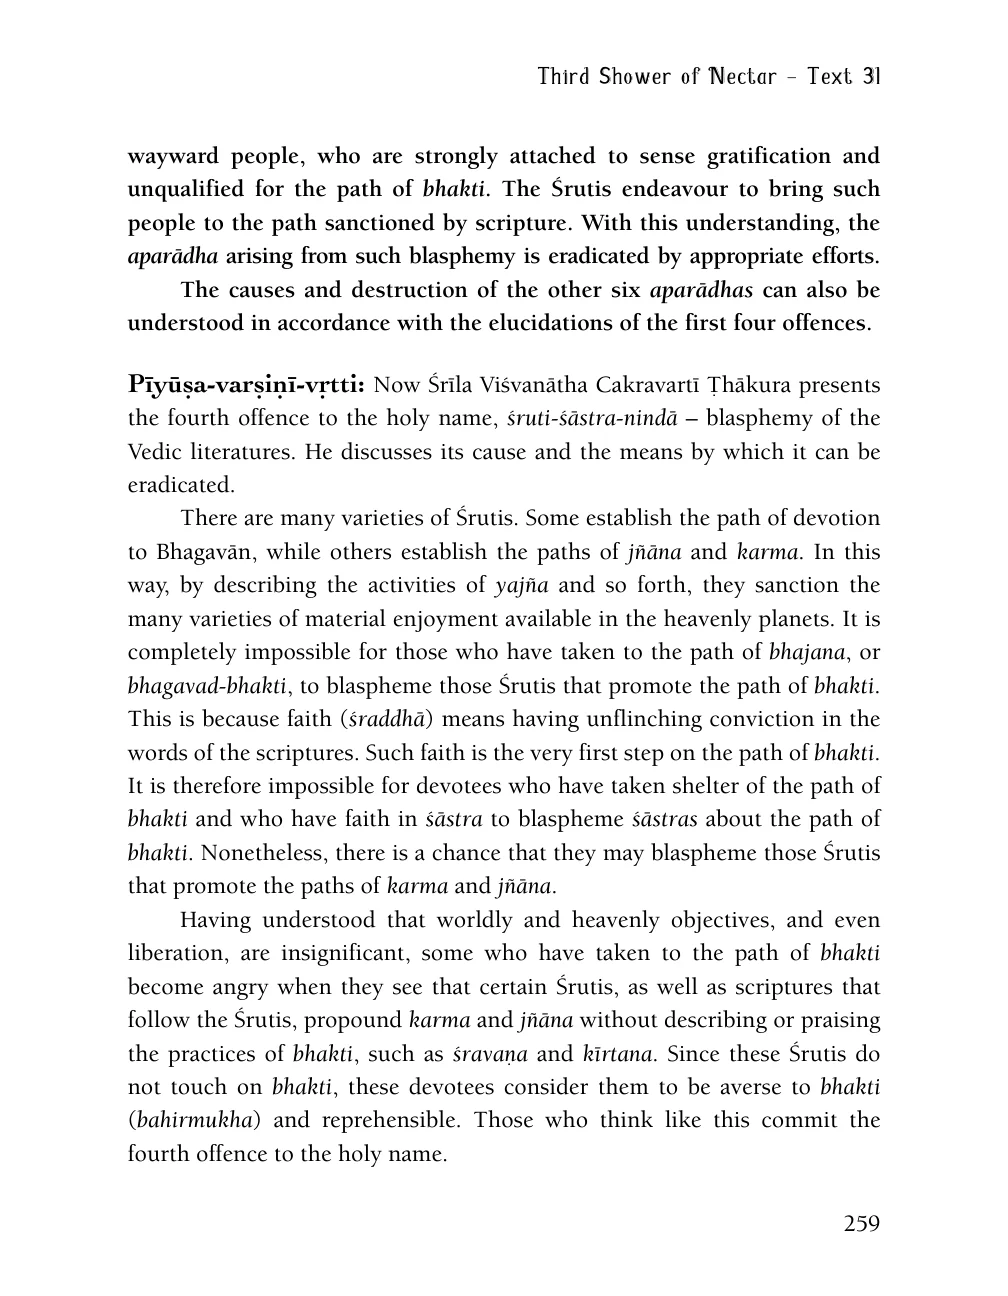 Third Shower of Nectar – Text 31
wayward people, who are strongly attached to sense gratification and
unqualified for the path of bhakti. The Śrutis endeavour to bring such
people to the path sanctioned by scripture. With this understanding, the
aparādha arising from such blasphemy is eradicated by appropriate efforts.
The causes and destruction of the other six aparādhas can also be
understood in accordance with the elucidations of the first four offences.
Pīyūṣa-varṣiṇī-vṛtti: Now Śrīla Viśvanātha Cakravartī Ṭhākura presents
the fourth offence to the holy name, śruti-śāstra-nindā – blasphemy of the
Vedic literatures. He discusses its cause and the means by which it can be
eradicated.
There are many varieties of Śrutis. Some establish the path of devotion
to Bhagavān, while others establish the paths of jñāna and karma. In this
way, by describing the activities of yajña and so forth, they sanction the
many varieties of material enjoyment available in the heavenly planets. It is
completely impossible for those who have taken to the path of bhajana, or
bhagavad-bhakti, to blaspheme those Śrutis that promote the path of bhakti.
This is because faith (śraddhā) means having unflinching conviction in the
words of the scriptures. Such faith is the very first step on the path of bhakti.
It is therefore impossible for devotees who have taken shelter of the path of
bhakti and who have faith in śāstra to blaspheme śāstras about the path of
bhakti. Nonetheless, there is a chance that they may blaspheme those Śrutis
that promote the paths of karma and jñāna.
Having understood that worldly and heavenly objectives, and even
liberation, are insignificant, some who have taken to the path of bhakti
become angry when they see that certain Śrutis, as well as scriptures that
follow the Śrutis, propound karma and jñāna without describing or praising
the practices of bhakti, such as śravaṇa and kīrtana. Since these Śrutis do
not touch on bhakti, these devotees consider them to be averse to bhakti
(bahirmukha) and reprehensible. Those who think like this commit the
fourth offence to the holy name.
259